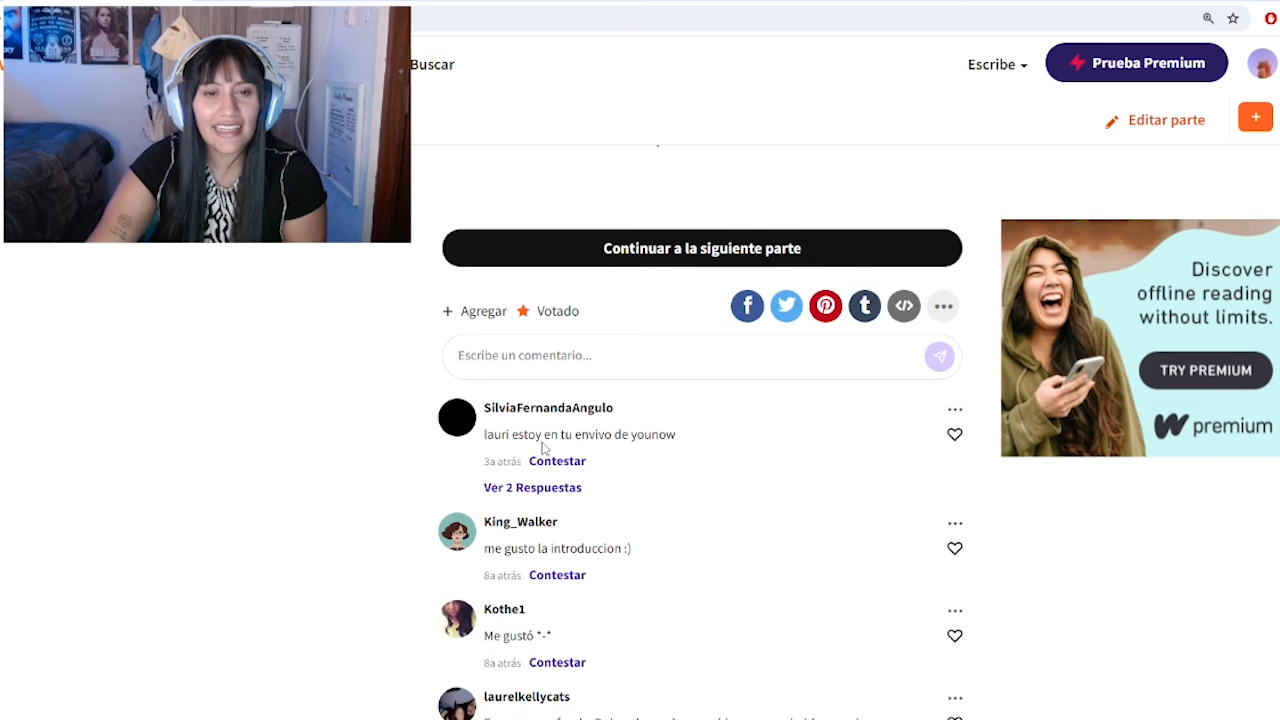 Buscar
Escribe
Prueba Premium
Editar parte
+
Continuar a la siguiente parte
+ Agregar
Votado
Escribe un comentario...
SilviaFernandaAngulo
lauri estoy en tu envivo de younow
3a atrás Contestar
Ver 2 Respuestas
King_Walker
me gusto la introduccion :)
8a atrás Contestar
Kothe1
Me gustó *-*
8a atrás Contestar
laurelkellycats
Discover
offline reading
without limits.
TRY PREMIUM
premium